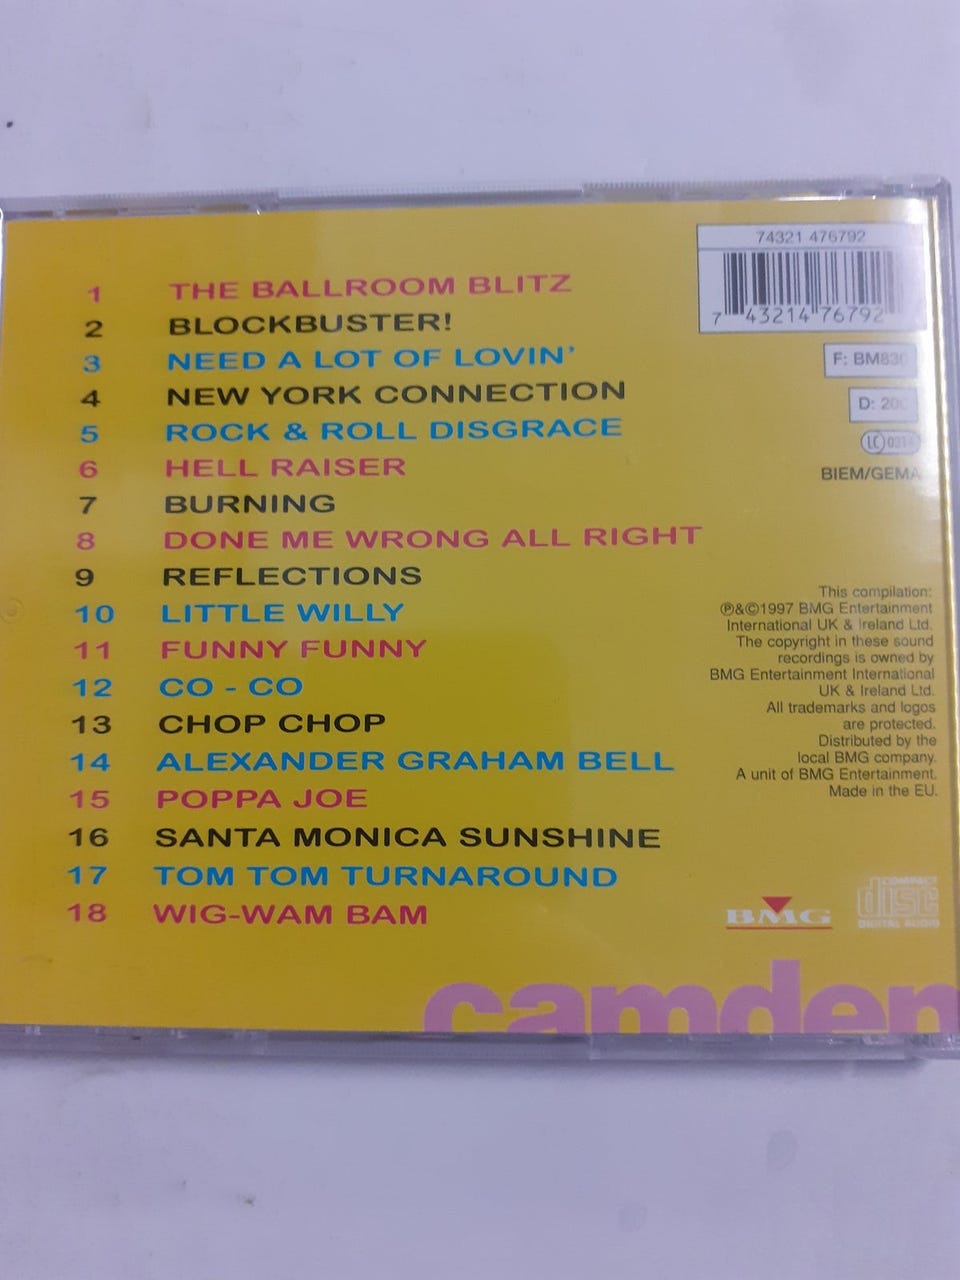 74321 476792
7 43214 76792
1 THE BALLROOM BLITZ
2 BLOCKBUSTER!
3 NEED A LOT OF LOVIN'
4 NEW YORK CONNECTION
5 ROCK & ROLL DISGRACE
6 HELL RAISER
7 BURNING
8 DONE ME WRONG ALL RIGHT
9 REFLECTIONS
10 LITTLE WILLY
11 FUNNY FUNNY
12 CO - CO
13 CHOP CHOP
14 ALEXANDER GRAHAM BELL
15 POPPA JOE
16 SANTA MONICA SUNSHINE
17 TOM TOM TURNAROUND
18 WIG-WAM BAM
F: BM830
D: 200
LC
BIEM/GEMA
This compilation:
℗&©1997 BMG Entertainment
International UK & Ireland Ltd.
The copyright in these sound
recordings is owned by
BMG Entertainment International
UK & Ireland Ltd.
All trademarks and logos
are protected.
Distributed by the
local BMG company.
A unit of BMG Entertainment.
Made in the EU.
BMG
COMPACT
disc
DIGITAL AUDIO
camden